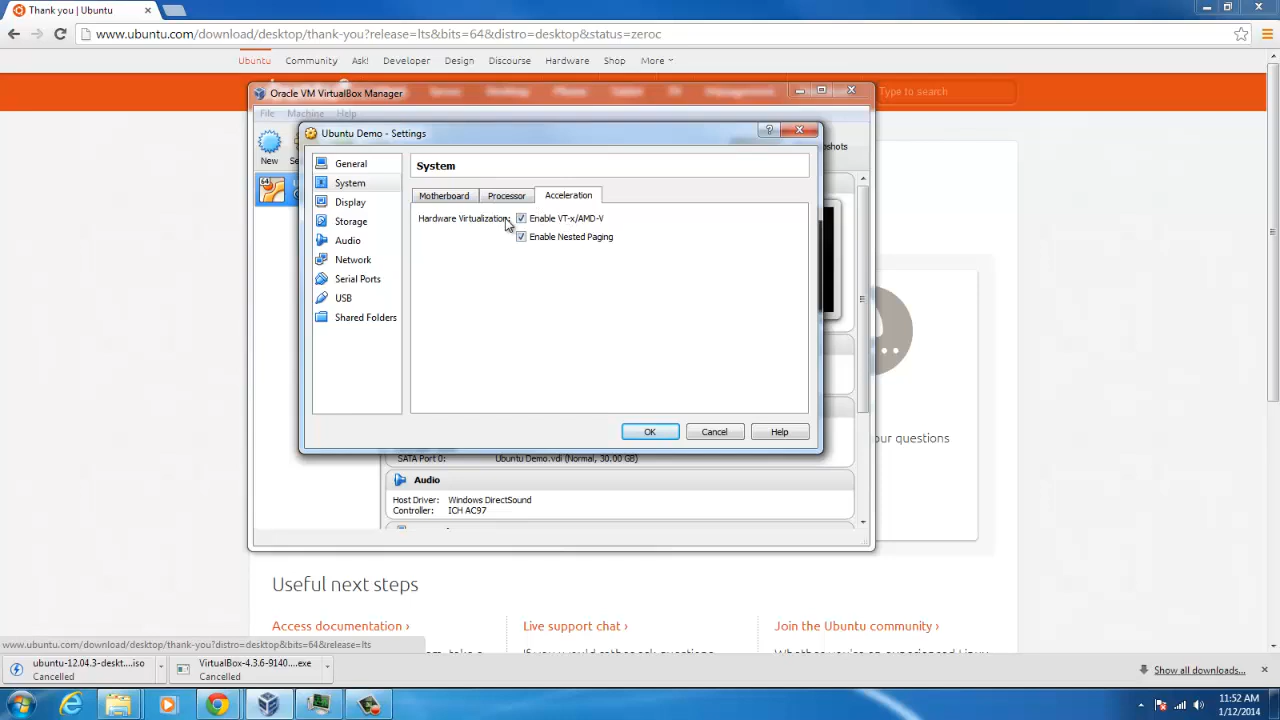 Thank you | Ubuntu
www.ubuntu.com/download/desktop/thank-you?release=lts&bits=64&distro=desktop&status=zeroc
Ubuntu Community Ask! Developer Design Discourse Hardware Shop More
Oracle VM VirtualBox Manager
Type to search
File Machine Help
Ubuntu Demo - Settings
New
General
System
System
Motherboard Processor Acceleration
Display
Hardware Virtualization: Enable VT-x/AMD-V
Storage
Enable Nested Paging
Audio
Network
Serial Ports
USB
Shared Folders
OK Cancel Help
our questions
SATA Port 0: Ubuntu Demo.vdi (Normal, 30.00 GB)
Audio
Host Driver: Windows DirectSound
Controller: ICH AC97
Useful next steps
Access documentation ›
Live support chat ›
Join the Ubuntu community ›
www.ubuntu.com/download/desktop/thank-you?distro=desktop&bits=64&release=lts
ubuntu-12.04.3-deskt....iso
Cancelled
VirtualBox-4.3.6-9140....exe
Cancelled
Show all downloads...
11:52 AM
1/12/2014